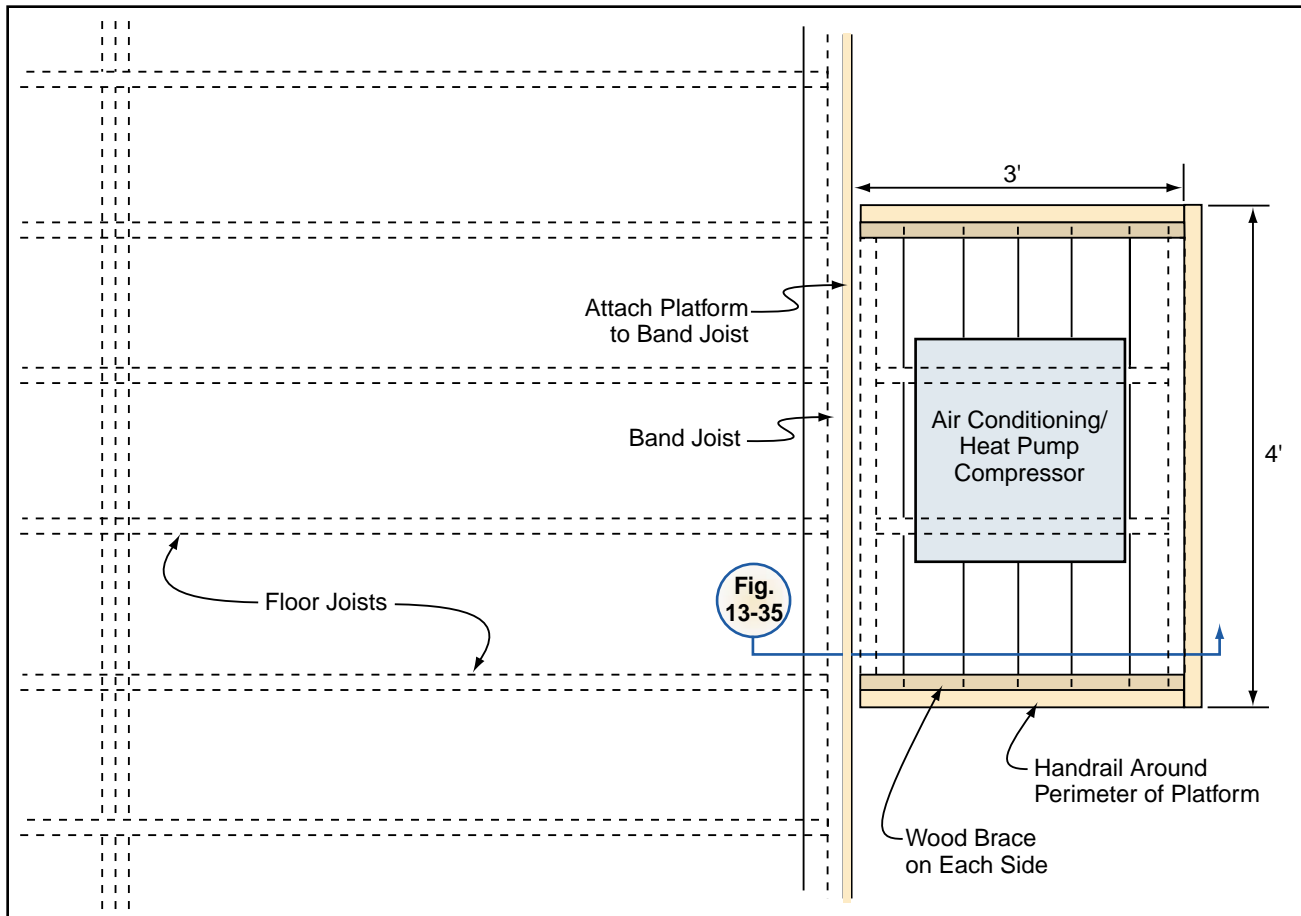 3'
Attach Platform
to Band Joist
Band Joist
Air Conditioning/
Heat Pump
Compressor
4'
Floor Joists
Fig.
13-35
Handrail Around
Perimeter of Platform
Wood Brace
on Each Side